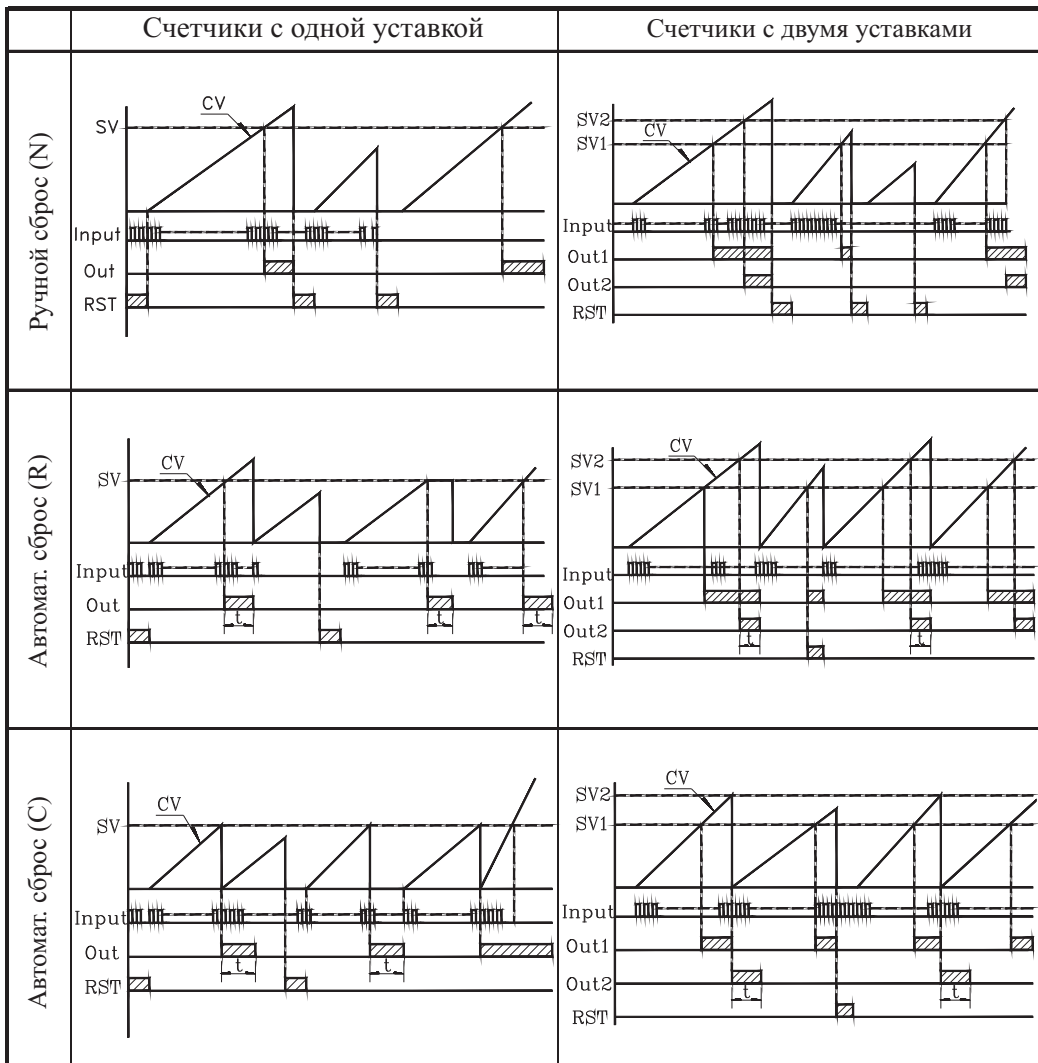 Счетчики с одной уставкой
Счетчики с двумя уставками
Ручной сброс (N)
CV
SV
Input
Out
RST
SV2
CV
SV1
Input
Out1
Out2
RST
Автомат. сброс (R)
CV
SV
Input
Out
t
t
t
RST
CV
SV2
SV1
Input
Out1
Out2
t
t
RST
Автомат. сброс (C)
CV
SV
Input
Out
t
t
RST
CV
SV2
SV1
Input
Out1
Out2
t
t
RST